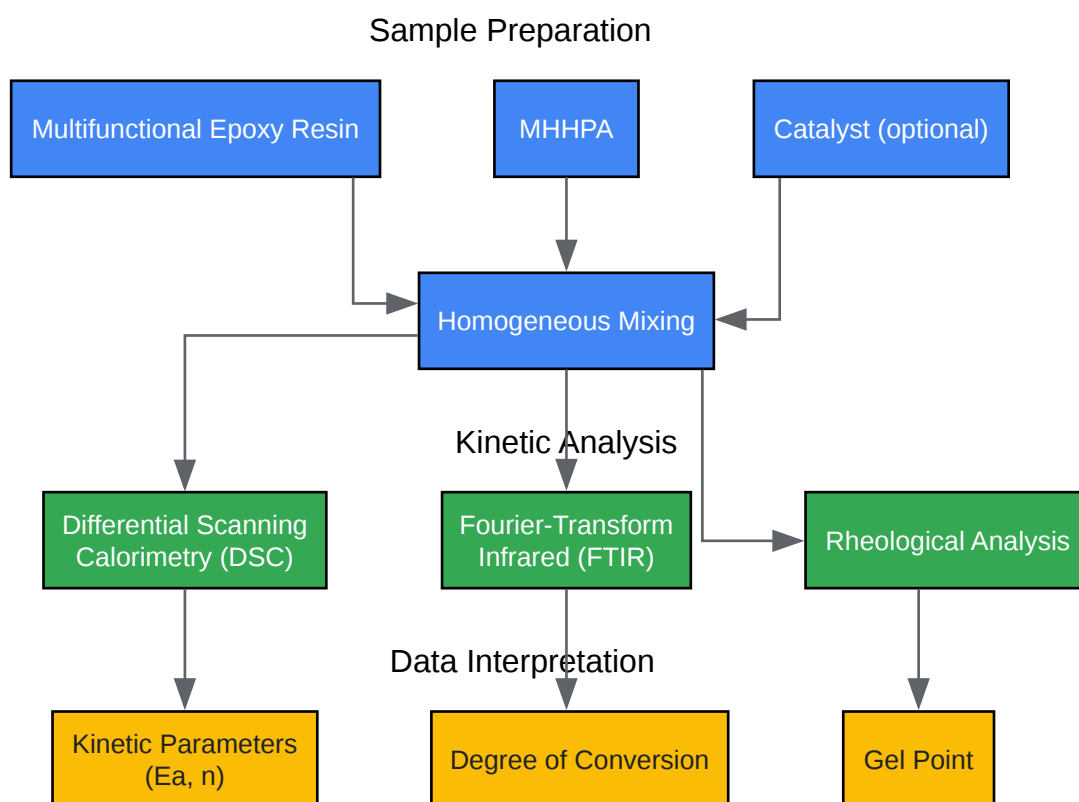 Sample Preparation
Multifunctional Epoxy Resin
MHHPA
Catalyst (optional)
Homogeneous Mixing
Kinetic Analysis
Differential Scanning
Calorimetry (DSC)
Fourier-Transform
Infrared (FTIR)
Rheological Analysis
Data Interpretation
Kinetic Parameters
(Ea, n)
Degree of Conversion
Gel Point